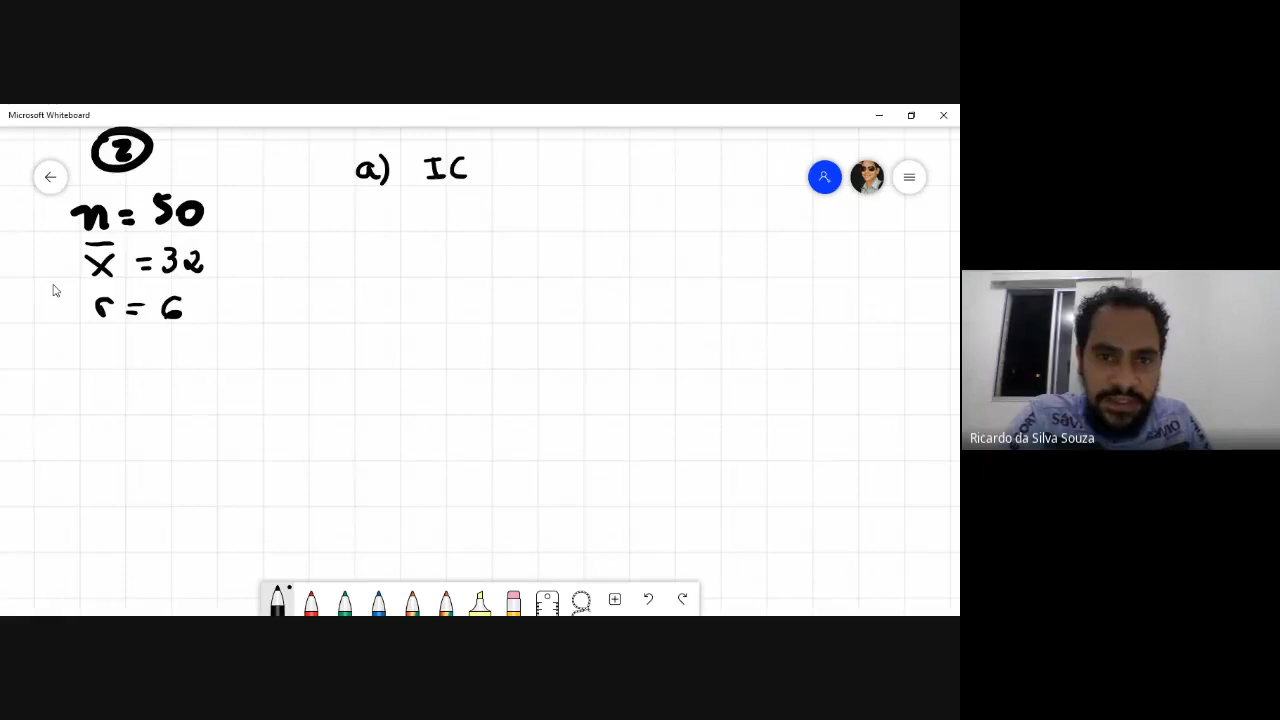 Microsoft Whiteboard
2
a) IC
n = 50
x̄ = 32
r = 6
Ricardo da Silva Souza